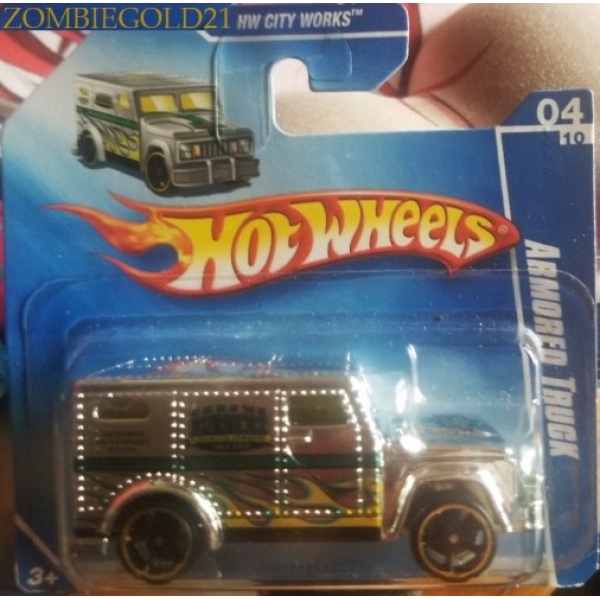 ZOMBIEGOLD21
HW CITY WORKS™
04
10
HOT WHEELS®
ARMORED TRUCK
3+